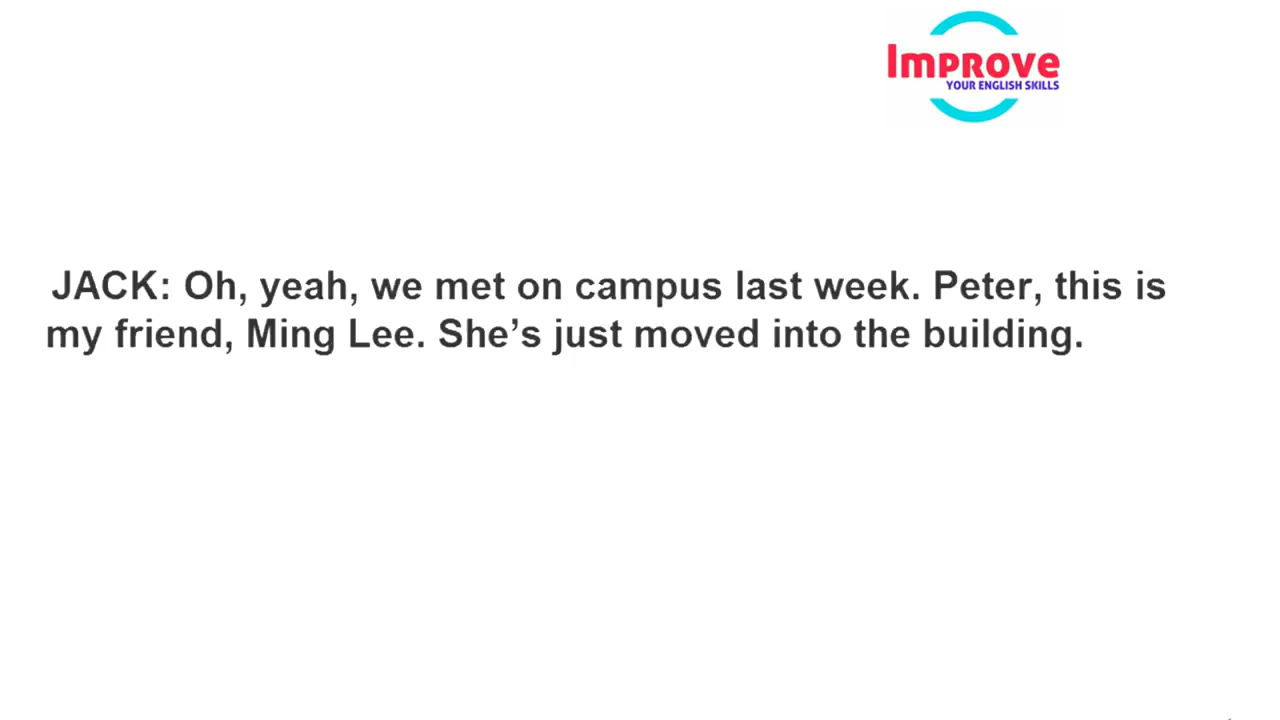 Improve
YOUR ENGLISH SKILLS
JACK: Oh, yeah, we met on campus last week. Peter, this is
my friend, Ming Lee. She’s just moved into the building.